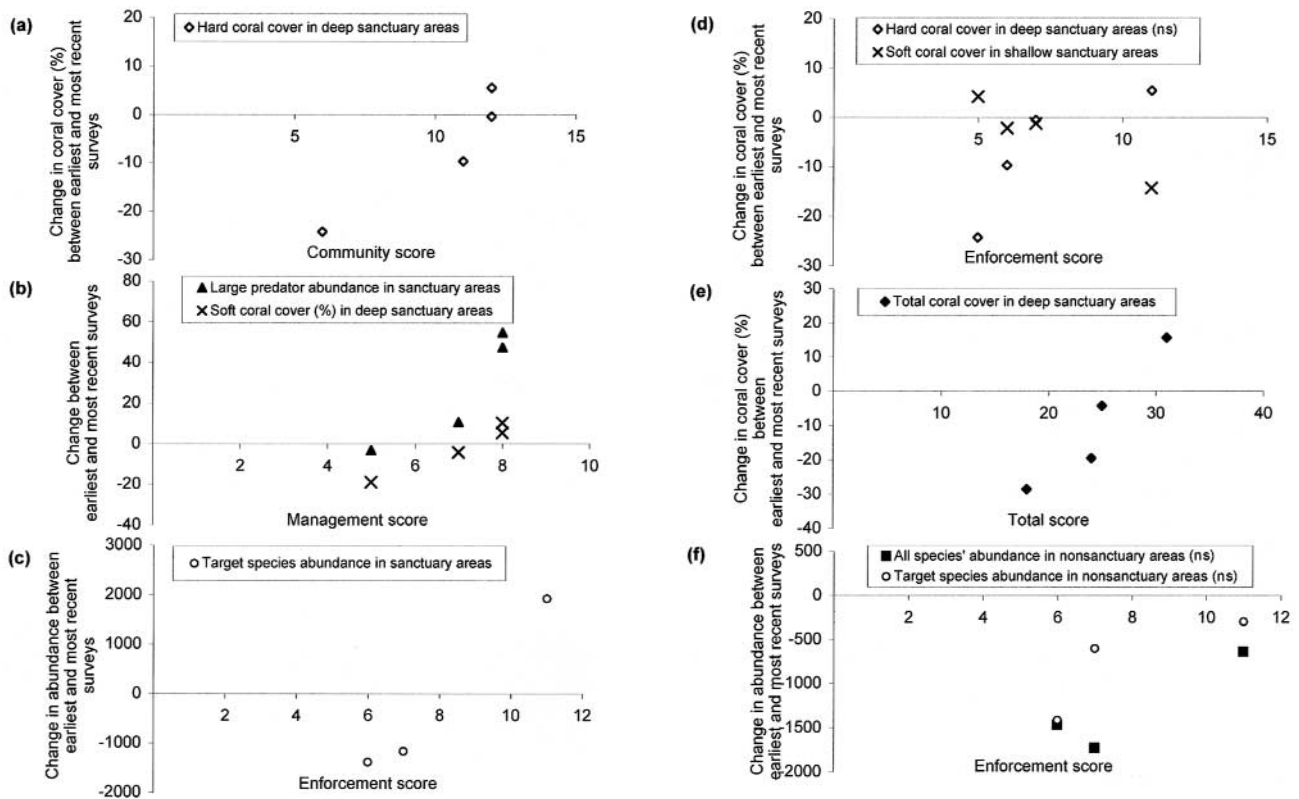 (a)
Hard coral cover in deep sanctuary areas
Change in coral cover (%)
between earliest and most recent
surveys
20
10
0
-10
-20
-30
5
10
15
Community score
(b)
Large predator abundance in sanctuary areas
Soft coral cover (%) in deep sanctuary areas
Change between
earliest and most recent surveys
80
60
40
20
0
-20
-40
2
4
6
8
10
Management score
(c)
Target species abundance in sanctuary areas
Change in abundance between
earliest and most recent
surveys
3000
2000
1000
0
-1000
-2000
2
4
6
8
10
12
Enforcement score
(d)
Hard coral cover in deep sanctuary areas (ns)
Soft coral cover in shallow sanctuary areas
Change in coral cover (%)
between earliest and most recent
surveys
20
10
0
-10
-20
-30
5
10
15
Enforcement score
(e)
Total coral cover in deep sanctuary areas
Change in coral cover (%)
between
earliest and most recent surveys
30
20
10
0
-10
-20
-30
-40
10
20
30
40
Total score
(f)
All species' abundance in nonsanctuary areas (ns)
Target species abundance in nonsanctuary areas (ns)
Change in abundance between
earliest and most recent surveys
500
0
-500
-1000
1500
2000
2
4
6
8
10
12
Enforcement score